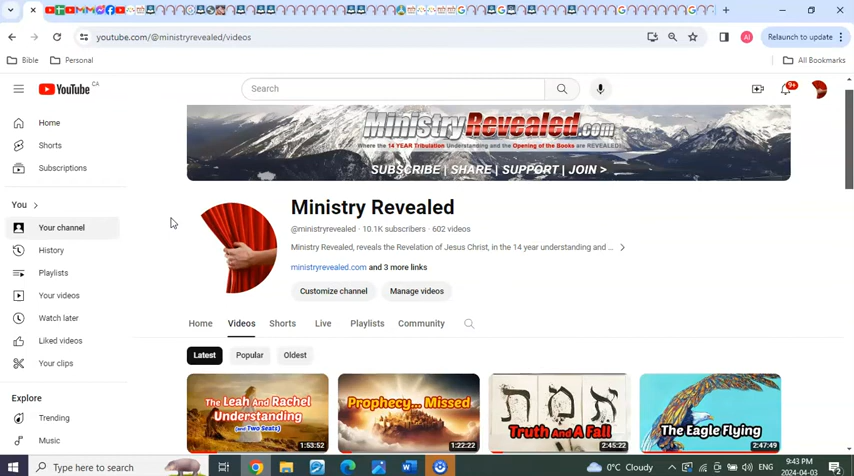 youtube.com/@ministryrevealed/videos
AI
Relaunch to update
Bible
Personal
All Bookmarks
YouTube CA
Search
9+
MinistryRevealed.com
Where the 14 YEAR Tribulation Understanding and the Opening of the Books are REVEALED!
SUBSCRIBE | SHARE | SUPPORT | JOIN >
Home
Shorts
Subscriptions
You
Your channel
History
Playlists
Your videos
Watch later
Liked videos
Your clips
Explore
Trending
Music
Ministry Revealed
@ministryrevealed · 10.1K subscribers · 602 videos
Ministry Revealed, reveals the Revelation of Jesus Christ, in the 14 year understanding and ...
ministryrevealed.com and 3 more links
Customize channel
Manage videos
Home Videos Shorts Live Playlists Community
Latest Popular Oldest
The Leah And Rachel
Understanding
(and Two Seats)
1:53:52
Prophecy... Missed
1:22:22
אמת
Truth And A Fall
2:45:22
The Eagle Flying
2:47:49
Type here to search
0°C Cloudy
9:43 PM
2024-04-03
2